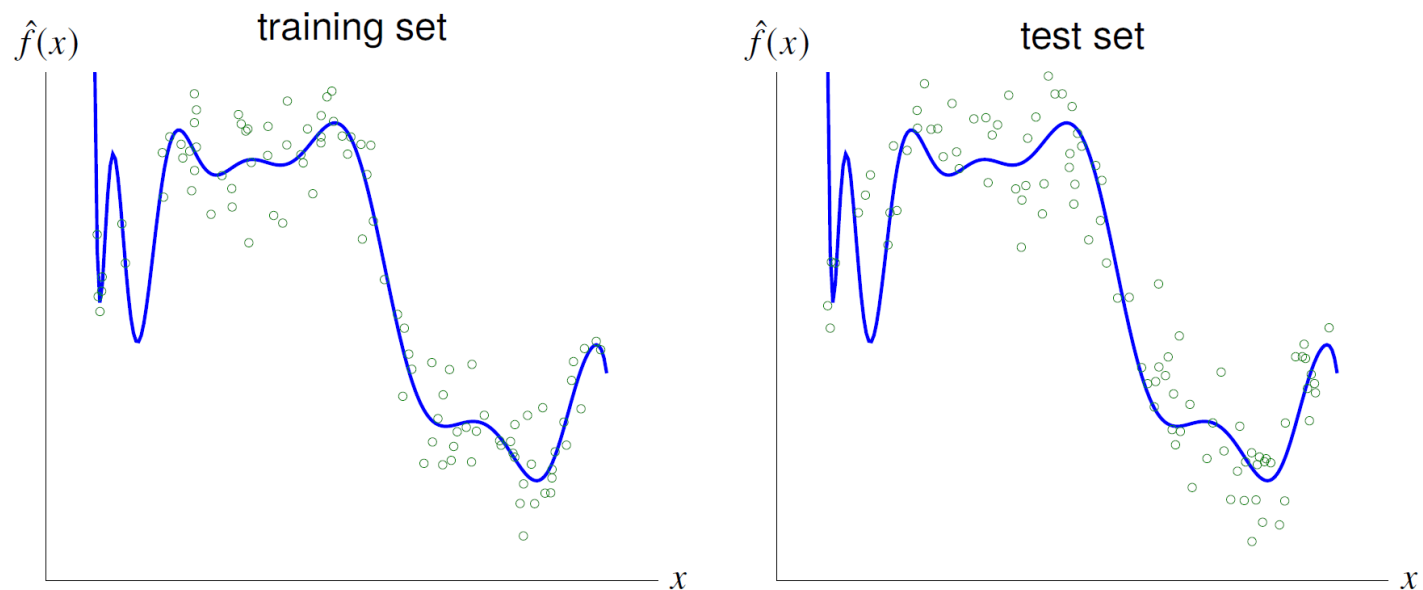 training set
f̂(x)
x
test set
f̂(x)
x